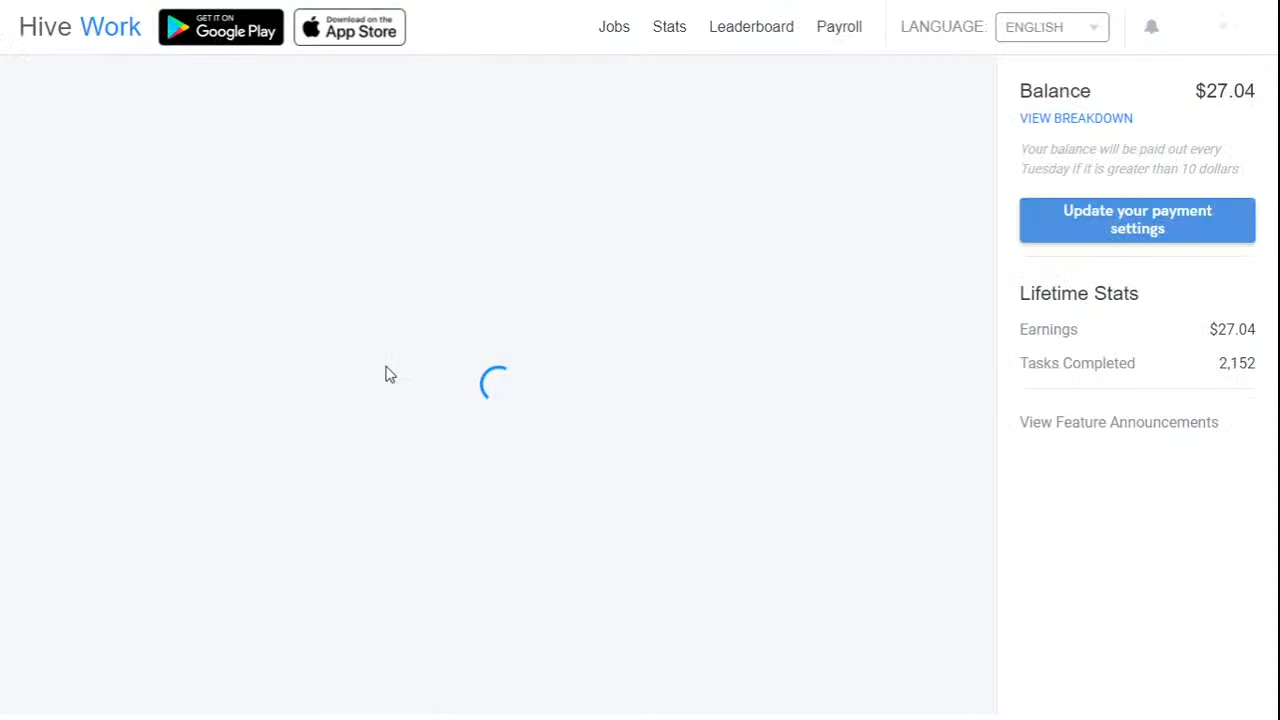 Hive Work
GET IT ON
Google Play
Download on the
App Store
Jobs
Stats
Leaderboard
Payroll
LANGUAGE:
ENGLISH
Balance
$27.04
VIEW BREAKDOWN
Your balance will be paid out every
Tuesday if it is greater than 10 dollars
Update your payment
settings
Lifetime Stats
Earnings
$27.04
Tasks Completed
2,152
View Feature Announcements